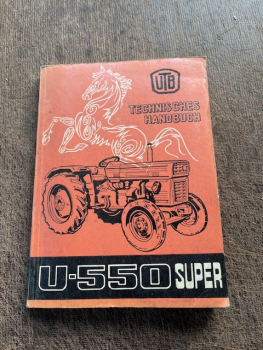 UTB
TECHNISCHES
HANDBUCH
U-550 SUPER